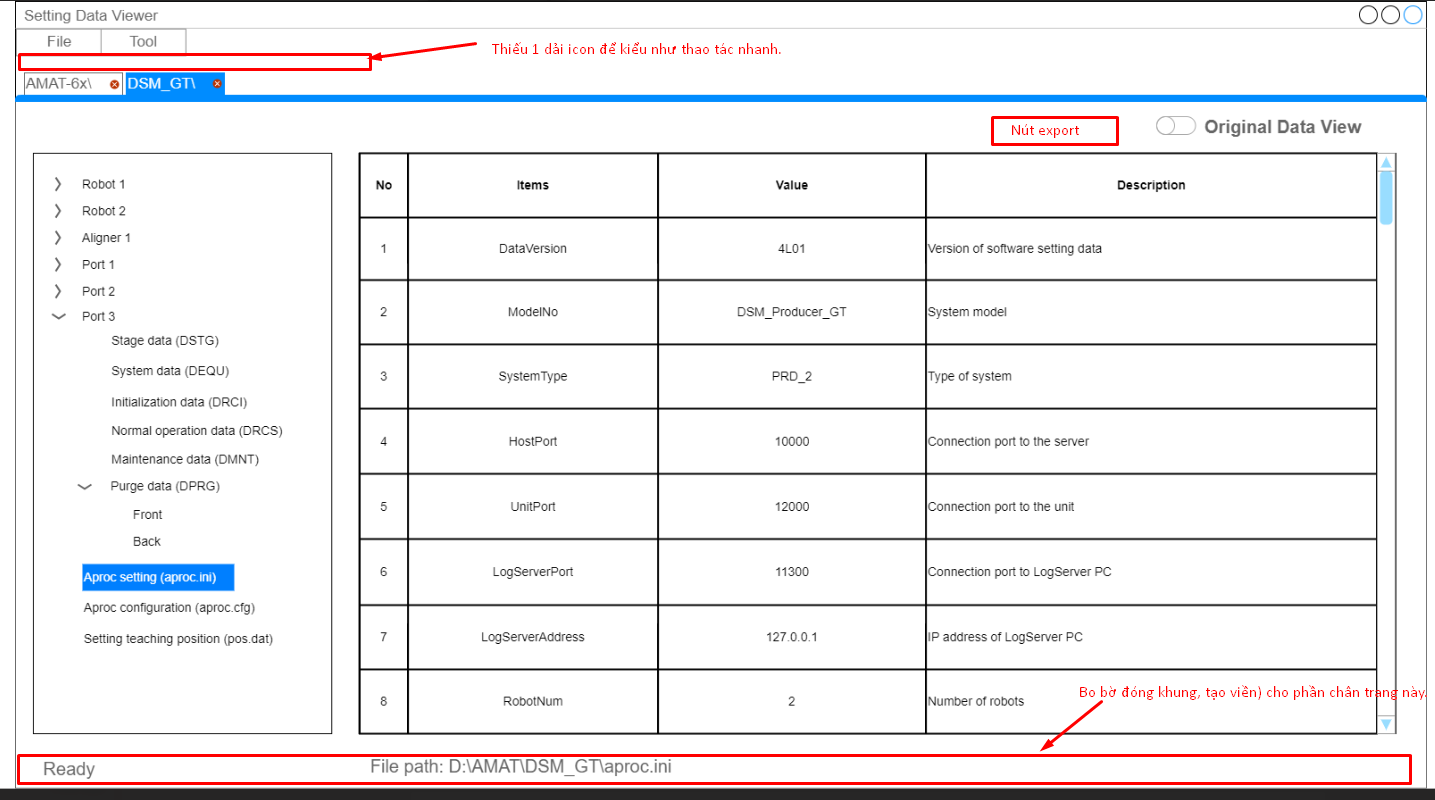 Setting Data Viewer
File Tool
Thiếu 1 dải icon để kiểu như thao tác nhanh.
AMAT-6x\ DSM_GT\
Nút export
Original Data View
Robot 1
Robot 2
Aligner 1
Port 1
Port 2
Port 3
Stage data (DSTG)
System data (DEQU)
Initialization data (DRCI)
Normal operation data (DRCS)
Maintenance data (DMNT)
Purge data (DPRG)
Front
Back
Aproc setting (aproc.ini)
Aproc configuration (aproc.cfg)
Setting teaching position (pos.dat)
No Items Value Description
1 DataVersion 4L01 Version of software setting data
2 ModelNo DSM_Producer_GT System model
3 SystemType PRD_2 Type of system
4 HostPort 10000 Connection port to the server
5 UnitPort 12000 Connection port to the unit
6 LogServerPort 11300 Connection port to LogServer PC
7 LogServerAddress 127.0.0.1 IP address of LogServer PC
8 RobotNum 2 Number of robots
Bo bờ đóng khung, tạo viền) cho phần chân trang này.
Ready File path: D:\AMAT\DSM_GT\aproc.ini